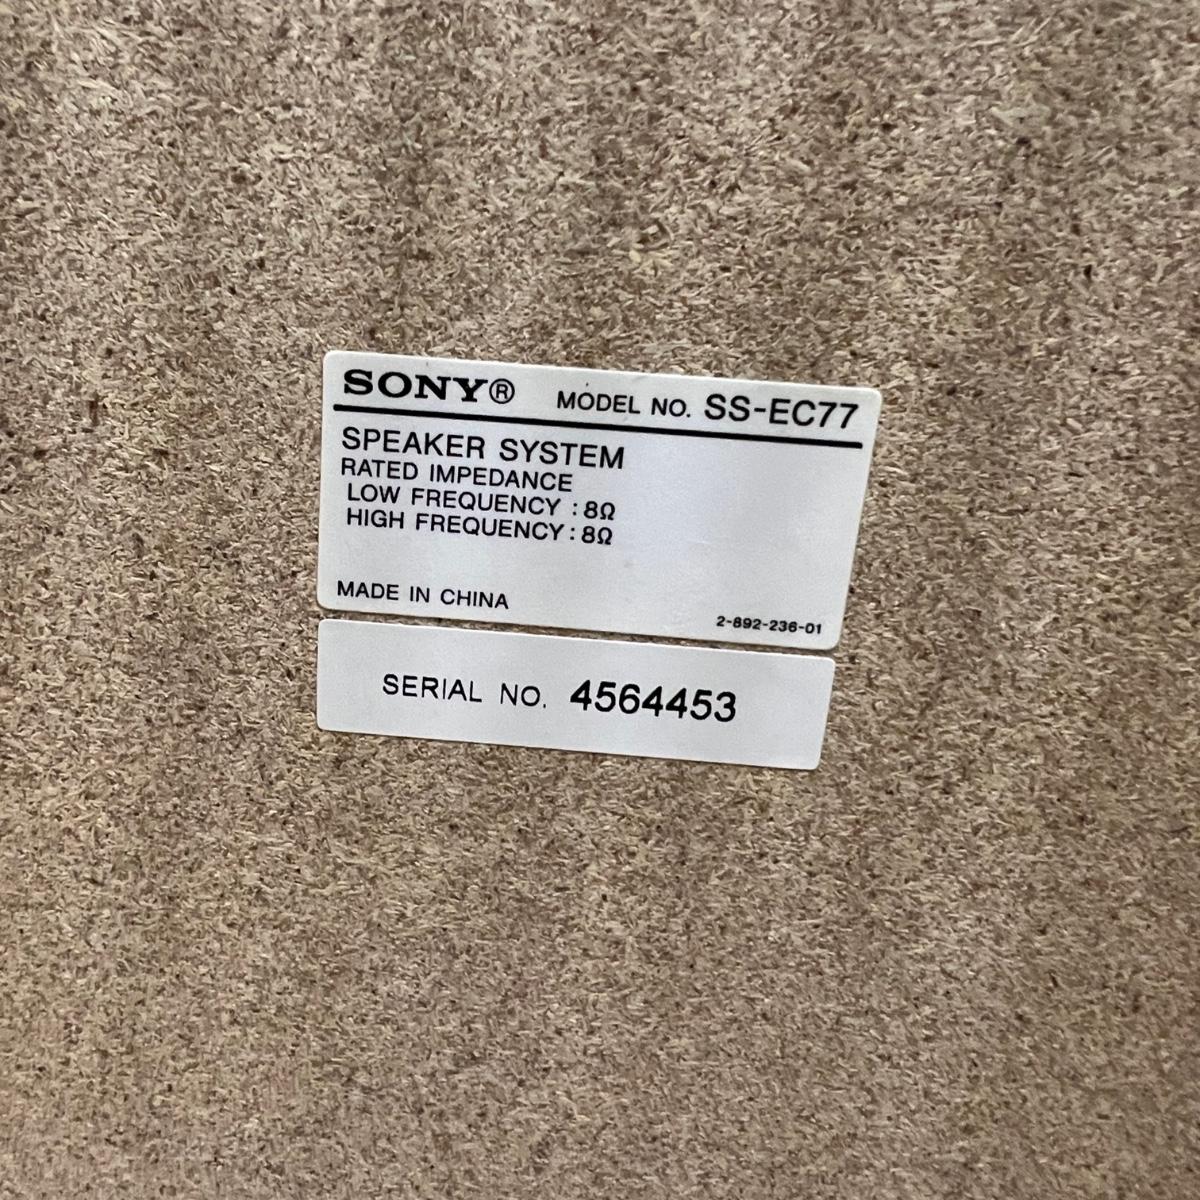 SONY® MODEL NO. SS-EC77
SPEAKER SYSTEM
RATED IMPEDANCE
LOW FREQUENCY : 8Ω
HIGH FREQUENCY : 8Ω
MADE IN CHINA
2-892-236-01
SERIAL NO. 4564453